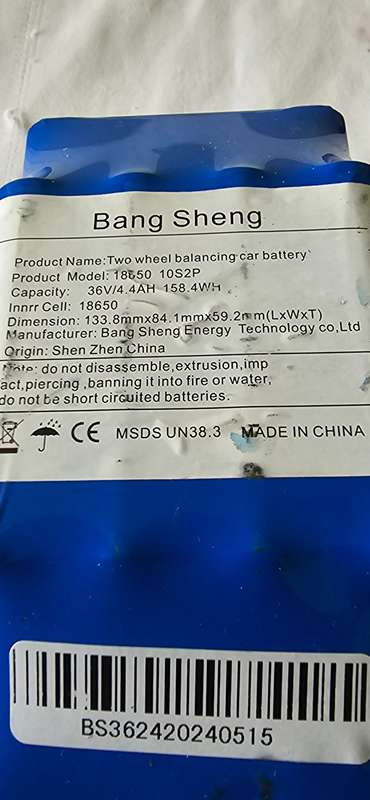 Bang Sheng
Product Name:Two wheel balancing car battery
Product Model: 18650 10S2P
Capacity: 36V/4.4AH 158.4WH
Innrr Cell: 18650
Dimension: 133.8mmx84.1mmx59.2mm(LxWxT)
Manufacturer: Bang Sheng Energy Technology co,Ltd
Origin: Shen Zhen China
Note: do not disassemble,extrusion,imp
act,piercing ,banning it into fire or water,
do not be short circuited batteries.
CE MSDS UN38.3 MADE IN CHINA
BS362420240515